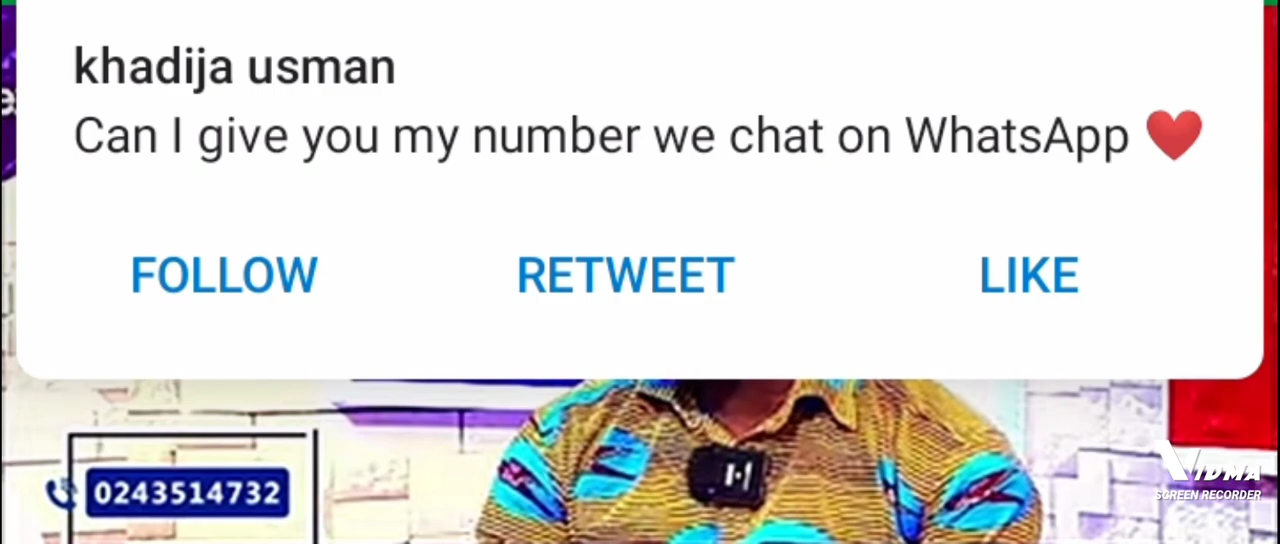 khadija usman
Can I give you my number we chat on WhatsApp ❤️
FOLLOW RETWEET LIKE
0243514732
VIDMA
SCREEN RECORDER